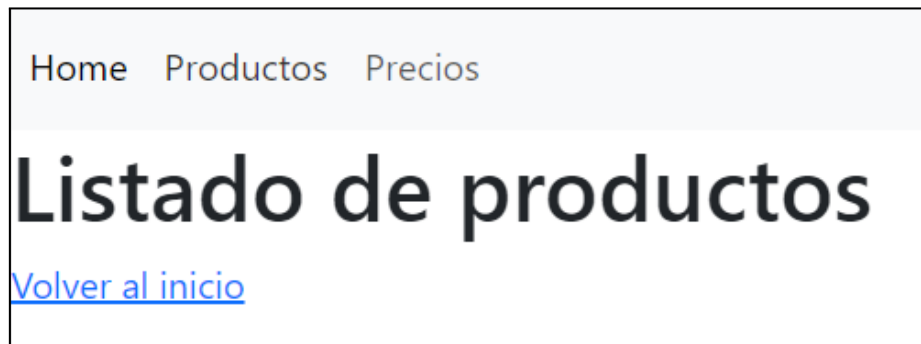 Home Productos Precios
Listado de productos
Volver al inicio